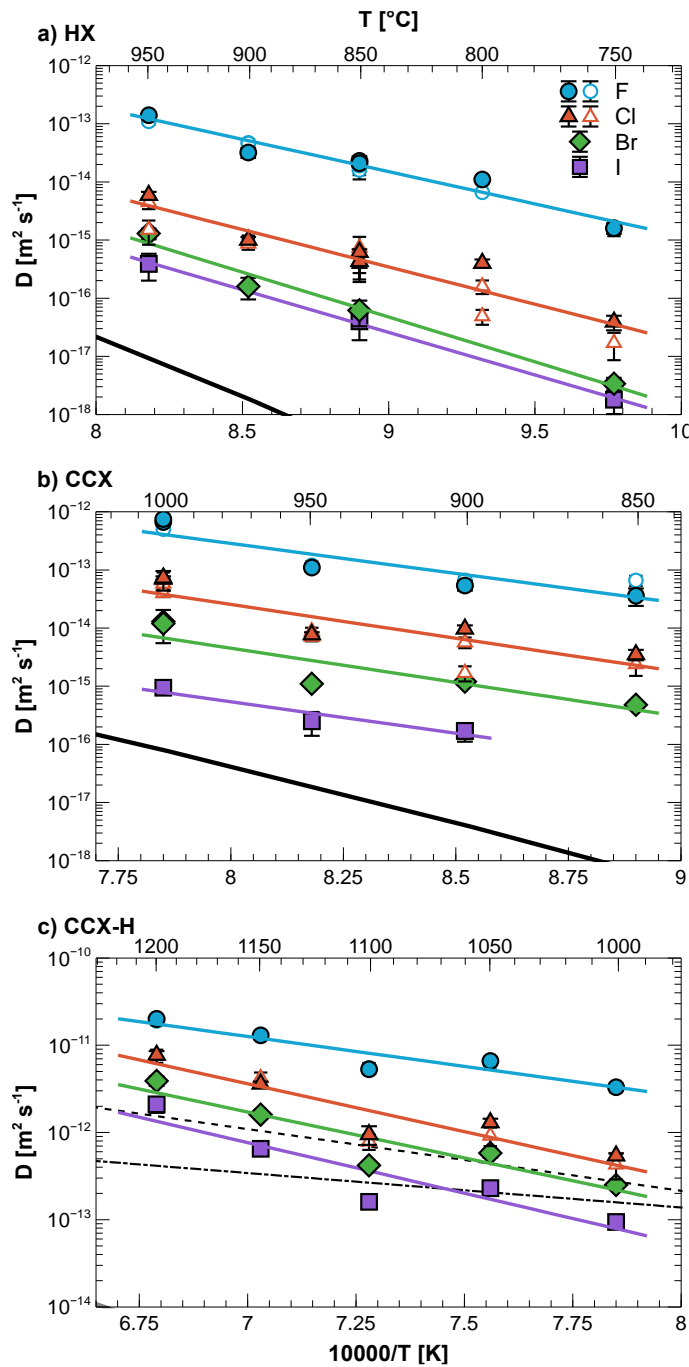 T [°C]
a) HX
950 900 850 800 750
10⁻¹²
10⁻¹³
10⁻¹⁴
10⁻¹⁵
10⁻¹⁶
10⁻¹⁷
10⁻¹⁸
D [m² s⁻¹]
F
Cl
Br
I
8 8.5 9 9.5 10
b) CCX
1000 950 900 850
10⁻¹²
10⁻¹³
10⁻¹⁴
10⁻¹⁵
10⁻¹⁶
10⁻¹⁷
10⁻¹⁸
D [m² s⁻¹]
7.75 8 8.25 8.5 8.75 9
c) CCX-H
1200 1150 1100 1050 1000
10⁻¹⁰
10⁻¹¹
10⁻¹²
10⁻¹³
10⁻¹⁴
D [m² s⁻¹]
6.75 7 7.25 7.5 7.75 8
10000/T [K]